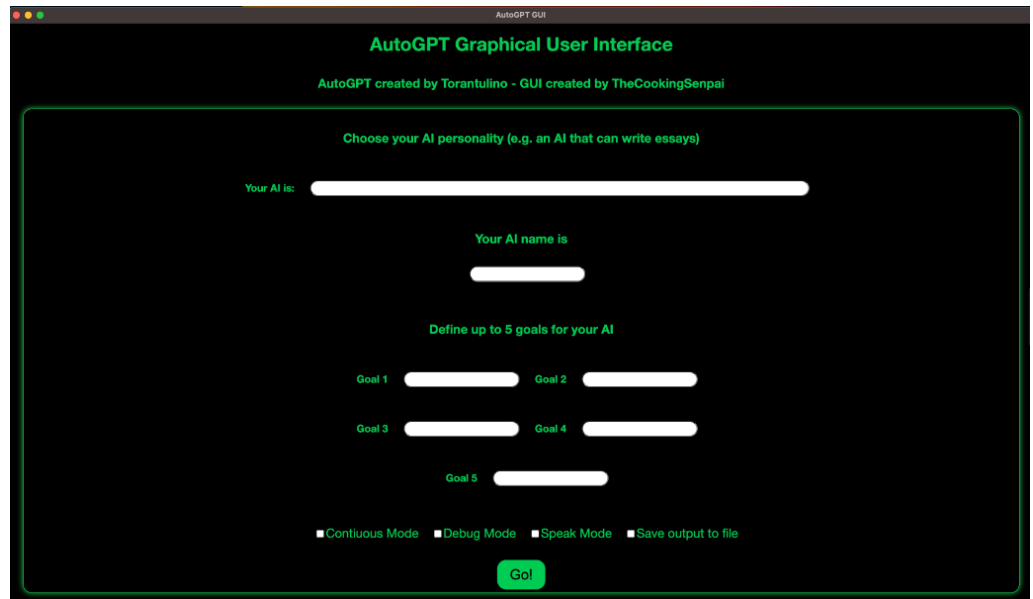 AutoGPT GUI
AutoGPT Graphical User Interface
AutoGPT created by Torantulino - GUI created by TheCookingSenpai
Choose your AI personality (e.g. an AI that can write essays)
Your AI is:
Your AI name is
Define up to 5 goals for your AI
Goal 1 Goal 2
Goal 3 Goal 4
Goal 5
Contiuous Mode Debug Mode Speak Mode Save output to file
Go!